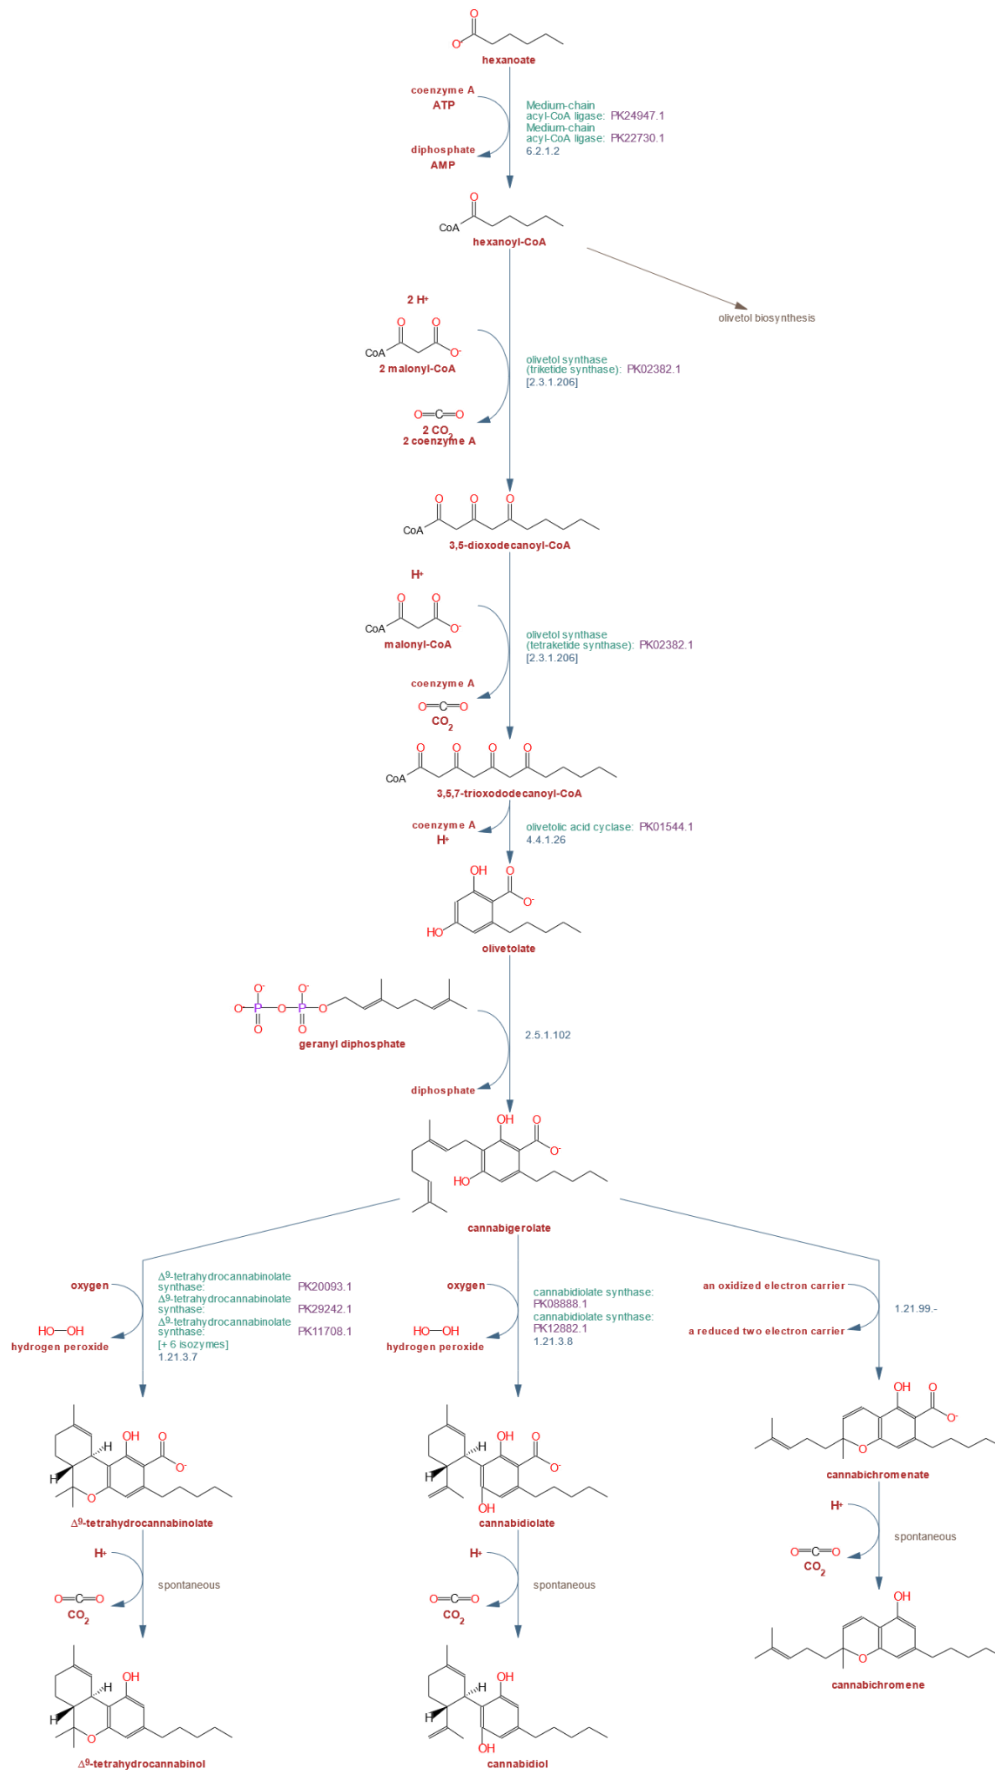 O
O-
hexanoate
coenzyme A
ATP
Medium-chain
acyl-CoA ligase: PK24947.1
Medium-chain
acyl-CoA ligase: PK22730.1
6.2.1.2
diphosphate
AMP
O
CoA
hexanoyl-CoA
olivetol biosynthesis
2 H+
O O
CoA O-
2 malonyl-CoA
olivetol synthase
(triketide synthase): PK02382.1
[2.3.1.206]
O=C=O
2 CO2
2 coenzyme A
O O O
CoA
3,5-dioxodecanoyl-CoA
H+
O O
CoA O-
malonyl-CoA
olivetol synthase
(tetraketide synthase): PK02382.1
[2.3.1.206]
coenzyme A
O=C=O
CO2
O O O O
CoA
3,5,7-trioxododecanoyl-CoA
coenzyme A
H+
olivetolic acid cyclase: PK01544.1
4.4.1.26
OH O
O-
HO
olivetolate
O- O-
O- P O P O
O O
geranyl diphosphate
2.5.1.102
diphosphate
OH O
O-
HO
cannabigerolate
oxygen
Δ9-tetrahydrocannabinolate
synthase: PK20093.1
Δ9-tetrahydrocannabinolate
synthase: PK29242.1
Δ9-tetrahydrocannabinolate
synthase: PK11708.1
[+ 6 isozymes]
1.21.3.7
HO—OH
hydrogen peroxide
oxygen
cannabidiolate synthase:
PK08888.1
cannabidiolate synthase:
PK12882.1
1.21.3.8
HO—OH
hydrogen peroxide
an oxidized electron carrier
1.21.99.-
a reduced two electron carrier
H OH O
O-
H
O
Δ9-tetrahydrocannabinolate
H OH O
O-
H
OH
cannabidiolate
OH O
O-
O
cannabichromenate
H+
spontaneous
O=C=O
CO2
H+
spontaneous
O=C=O
CO2
H+
spontaneous
O=C=O
CO2
H OH
H
O
Δ9-tetrahydrocannabinol
H OH
H
OH
cannabidiol
OH
O
cannabichromene